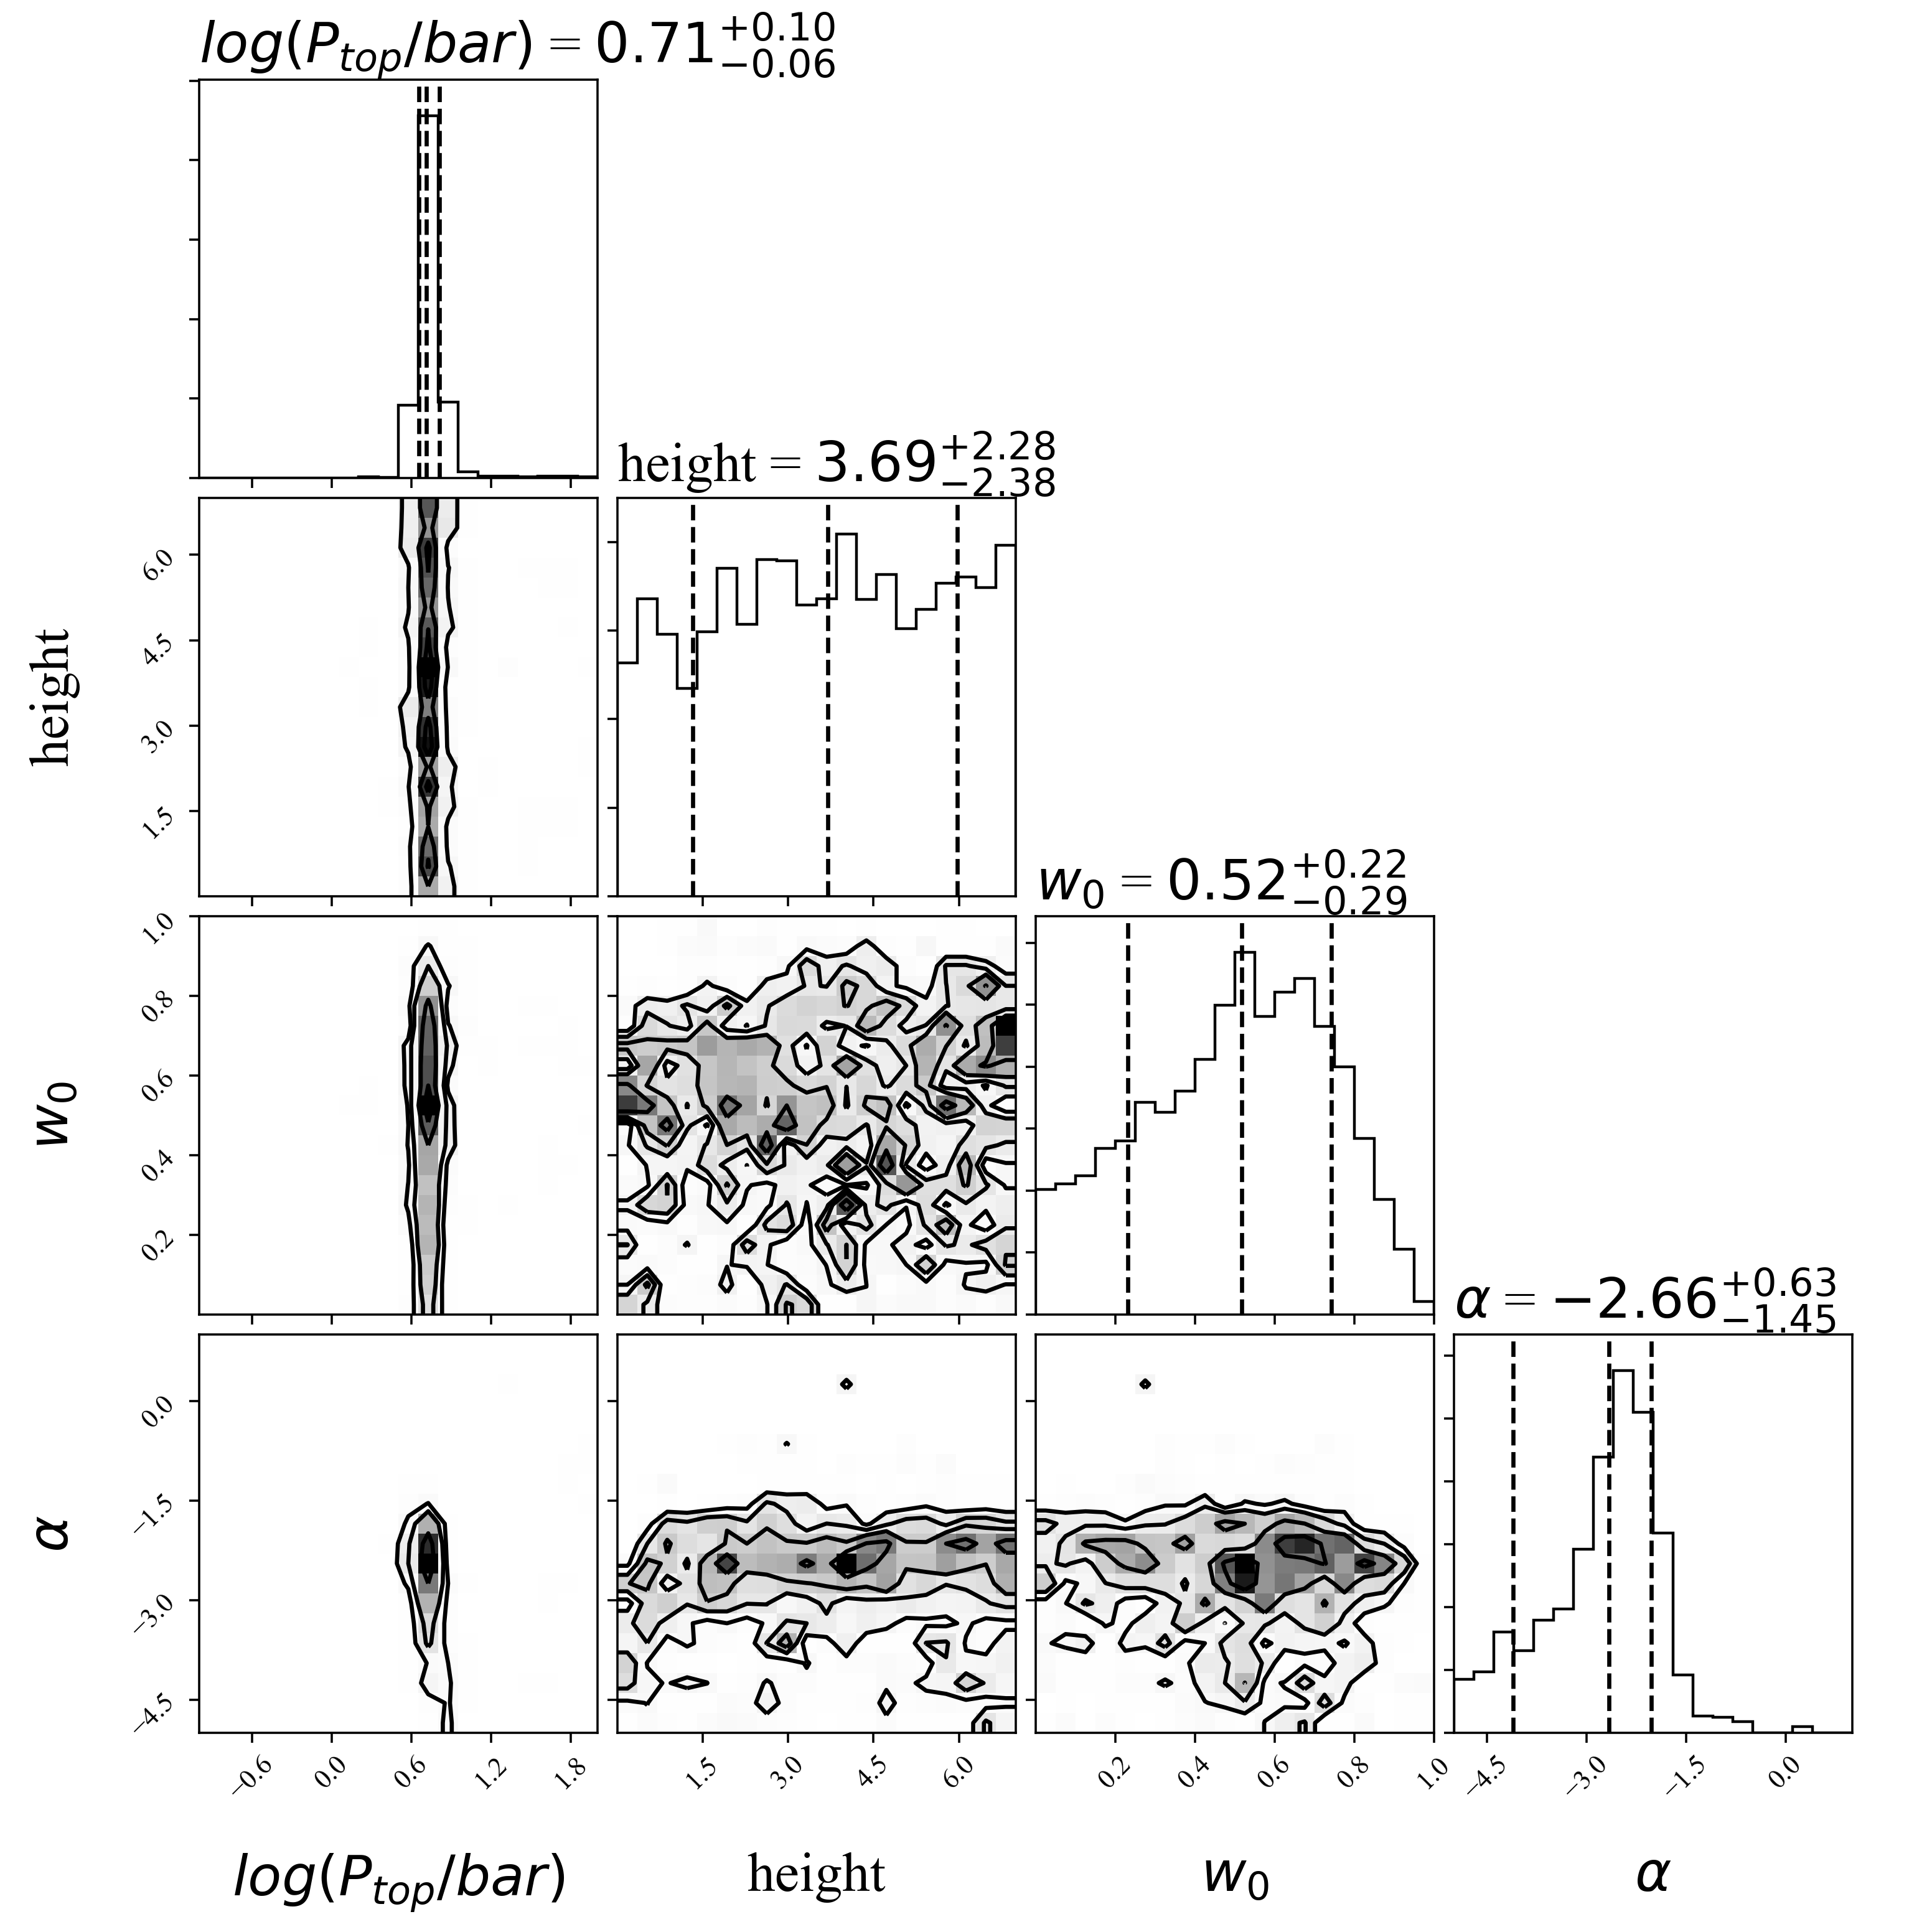 log(P_top/bar) = 0.71 +0.10 −0.06
height = 3.69 +2.28 −2.38
height
6.0
4.5
3.0
1.5
w_0 = 0.52 +0.22 −0.29
w_0
1.0
0.8
0.6
0.4
0.2
α = −2.66 +0.63 −1.45
α
0.0
−1.5
−3.0
−4.5
−0.6 0.0 0.6 1.2 1.8 1.5 3.0 4.5 6.0 0.2 0.4 0.6 0.8 1.0 −4.5 −3.0 −1.5 0.0
log(P_top/bar) height w_0 α